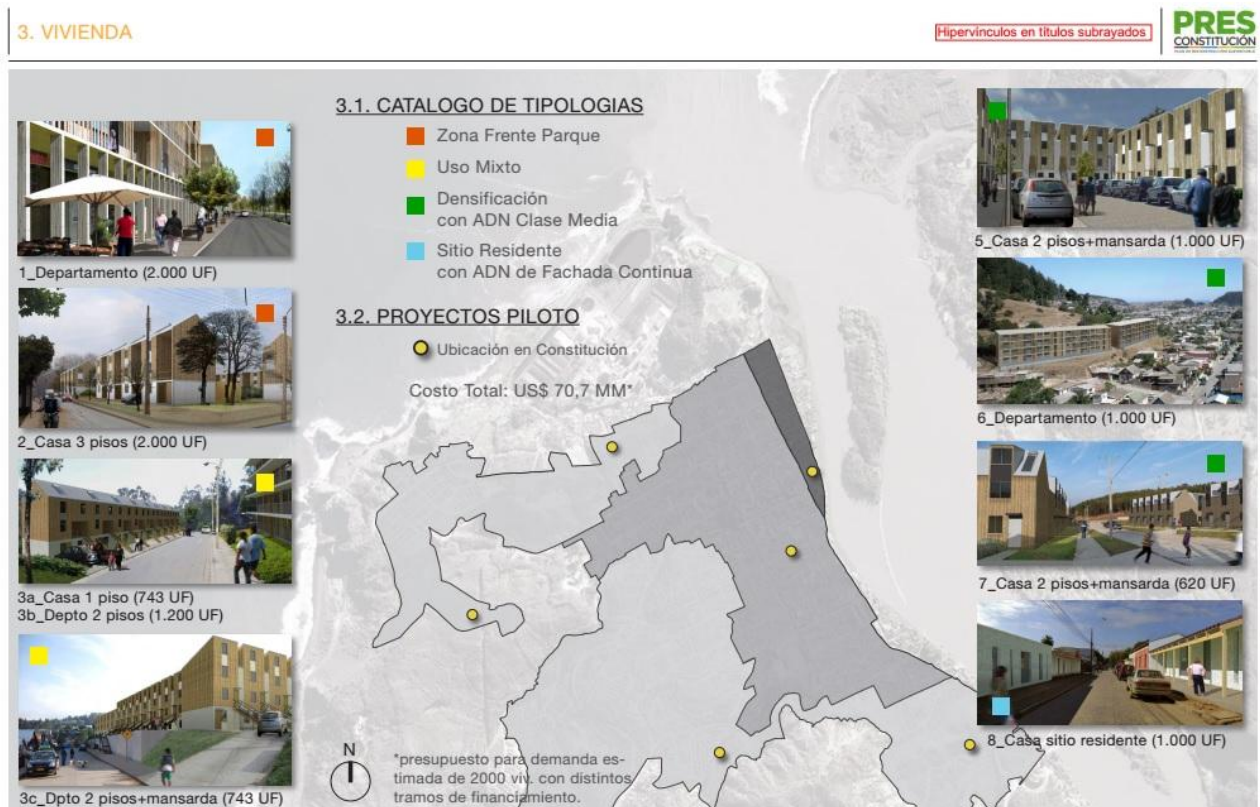 3. VIVIENDA
Hipervinculos en títulos subrayados
PRES
CONSTITUCIÓN
3.1. CATALOGO DE TIPOLOGIAS
Zona Frente Parque
Uso Mixto
Densificación
con ADN Clase Media
Sitio Residente
con ADN de Fachada Continua
3.2. PROYECTOS PILOTO
Ubicación en Constitución
Costo Total: US$ 70,7 MM*
1_Departamento (2.000 UF)
2_Casa 3 pisos (2.000 UF)
3a_Casa 1 piso (743 UF)
3b_Depto 2 pisos (1.200 UF)
3c_Dpto 2 pisos+mansarda (743 UF)
N
*presupuesto para demanda es-
timada de 2000 viv. con distintos
tramos de financiamiento.
5_Casa 2 pisos+mansarda (1.000 UF)
6_Departamento (1.000 UF)
7_Casa 2 pisos+mansarda (620 UF)
8_Casa sitio residente (1.000 UF)